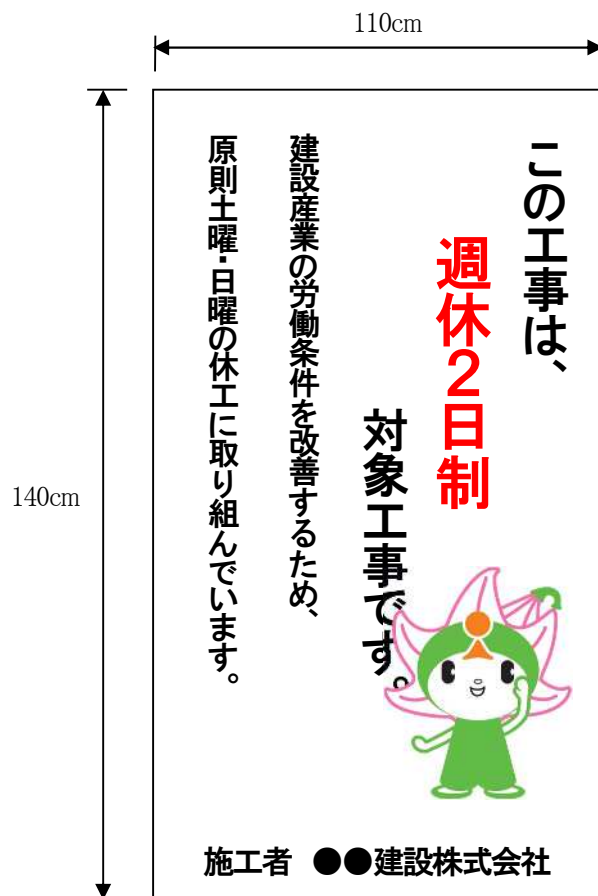 110cm
140cm
この工事は、
週休２日制
対象工事です。
建設産業の労働条件を改善するため、
原則土曜・日曜の休工に取り組んでいます。
施工者 ●●建設株式会社